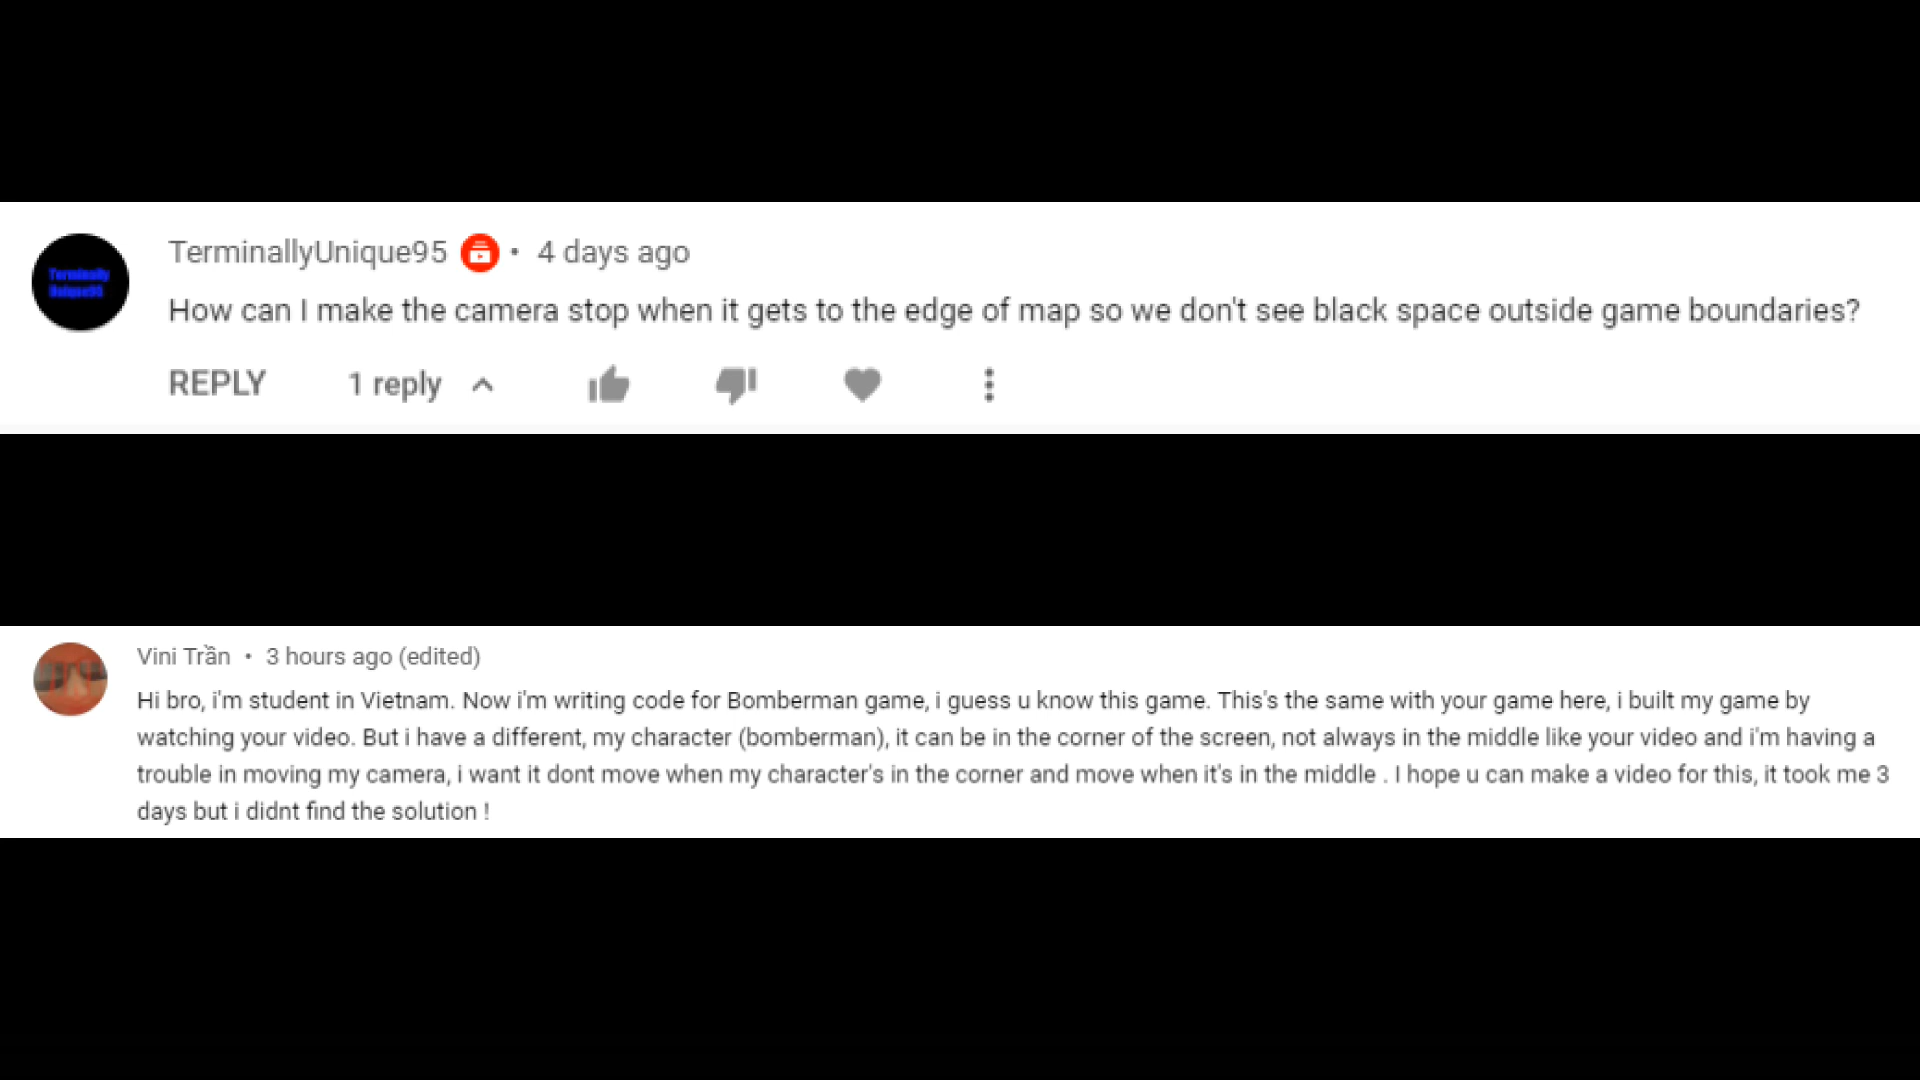 Terminally
Unique95
TerminallyUnique95 • 4 days ago
How can I make the camera stop when it gets to the edge of map so we don't see black space outside game boundaries?
REPLY 1 reply
Vini Trần • 3 hours ago (edited)
Hi bro, i'm student in Vietnam. Now i'm writing code for Bomberman game, i guess u know this game. This's the same with your game here, i built my game by
watching your video. But i have a different, my character (bomberman), it can be in the corner of the screen, not always in the middle like your video and i'm having a
trouble in moving my camera, i want it dont move when my character's in the corner and move when it's in the middle . I hope u can make a video for this, it took me 3
days but i didnt find the solution !